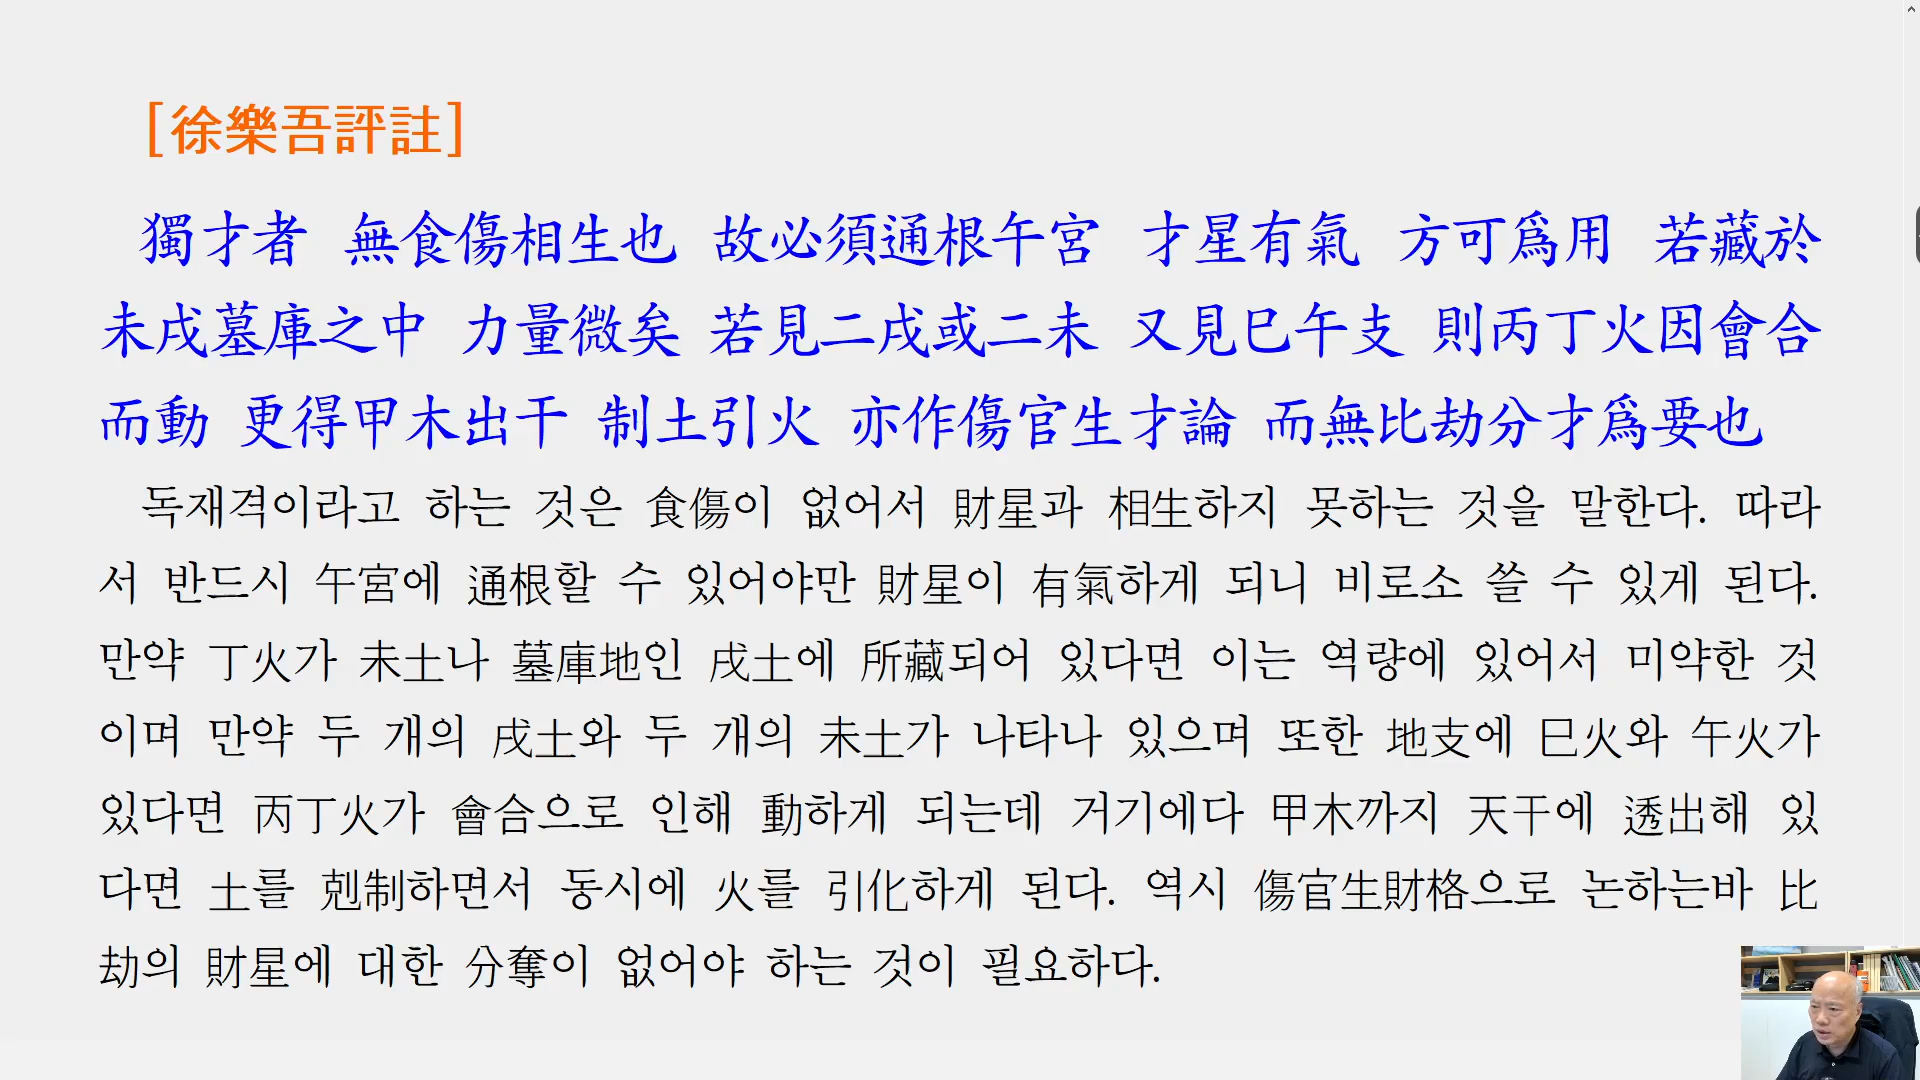 [徐樂吾評註]
獨才者 無食傷相生也 故必須通根午宮 才星有氣 方可爲用 若藏於
未戌墓庫之中 力量微矣 若見二戌或二未 又見巳午支 則丙丁火因會合
而動 更得甲木出干 制土引火 亦作傷官生才論 而無比劫分才爲要也
독재격이라고 하는 것은 食傷이 없어서 財星과 相生하지 못하는 것을 말한다. 따라
서 반드시 午宮에 通根할 수 있어야만 財星이 有氣하게 되니 비로소 쓸 수 있게 된다.
만약 丁火가 未土나 墓庫地인 戌土에 所藏되어 있다면 이는 역량에 있어서 미약한 것
이며 만약 두 개의 戌土와 두 개의 未土가 나타나 있으며 또한 地支에 巳火와 午火가
있다면 丙丁火가 會合으로 인해 動하게 되는데 거기에다 甲木까지 天干에 透出해 있
다면 土를 剋制하면서 동시에 火를 引化하게 된다. 역시 傷官生財格으로 논하는바 比
劫의 財星에 대한 分奪이 없어야 하는 것이 필요하다.